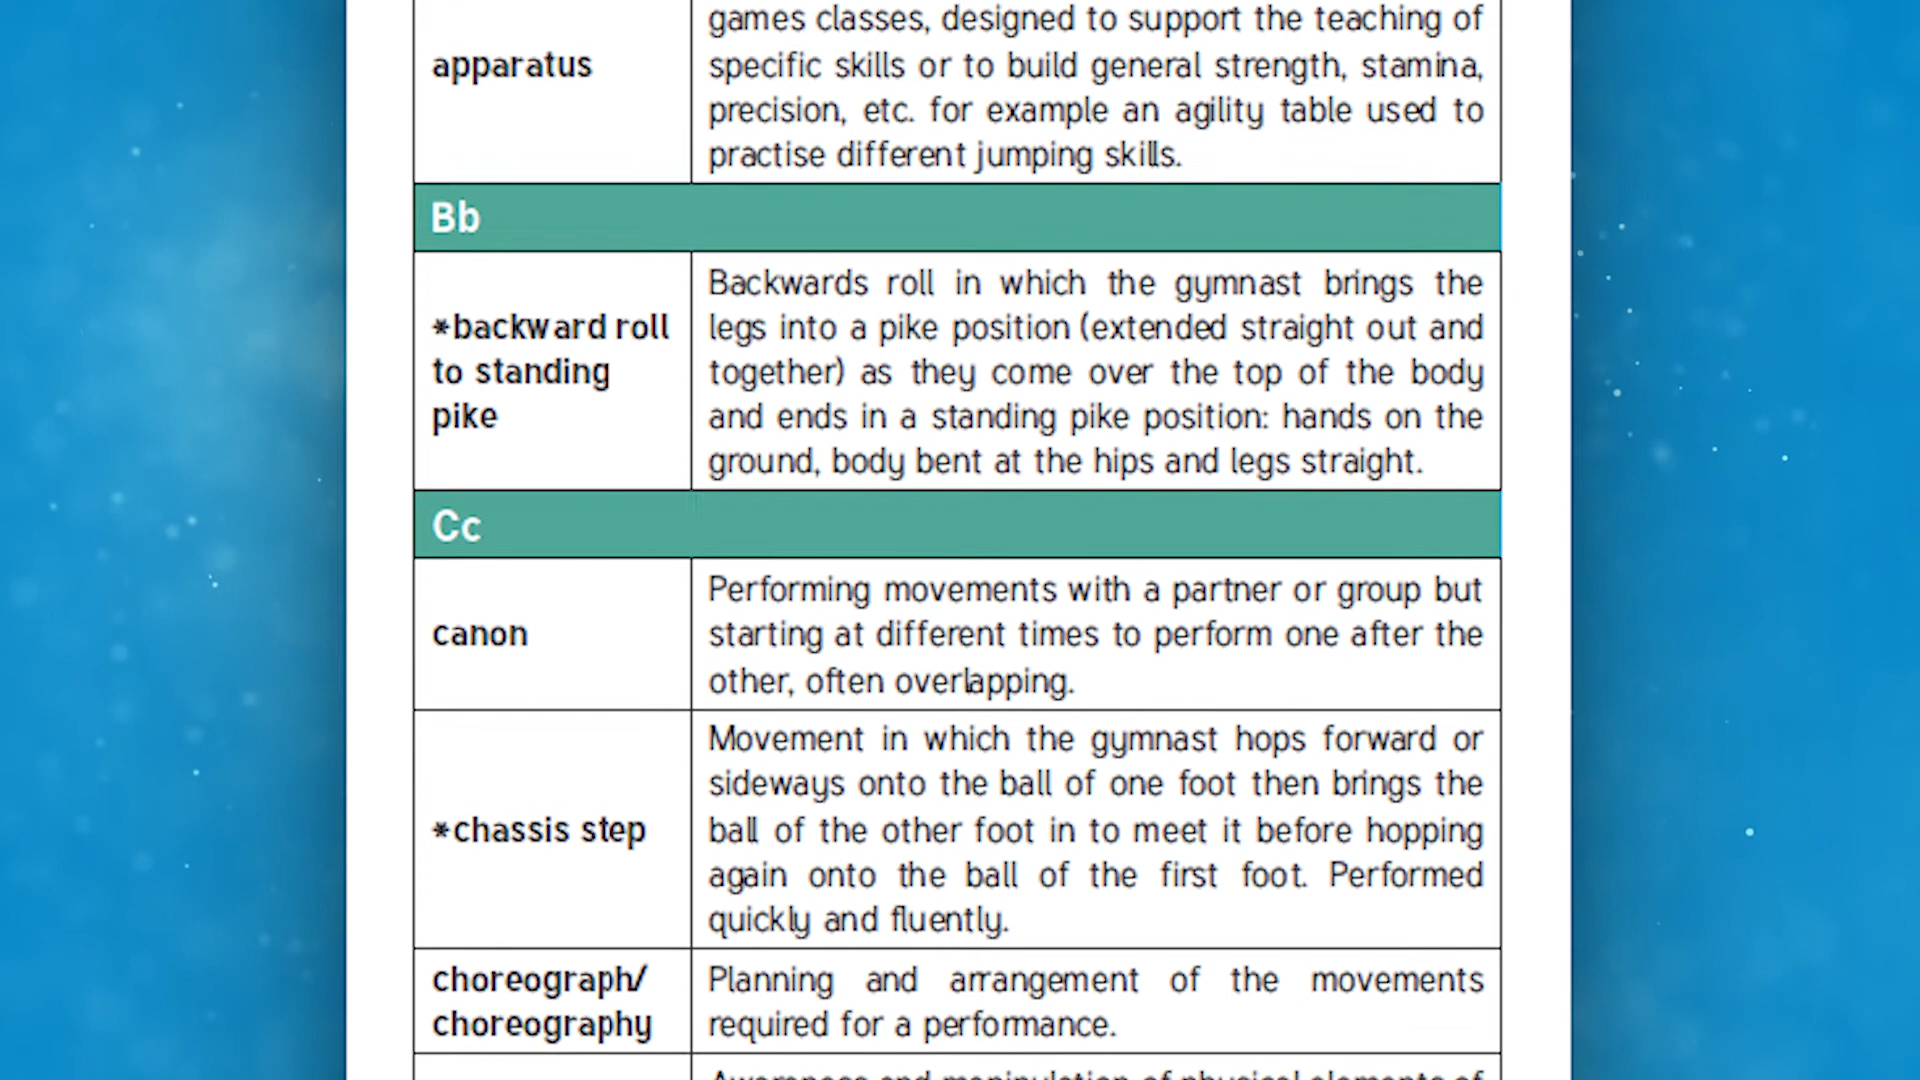 games classes, designed to support the teaching of
apparatus
specific skills or to build general strength, stamina,
precision, etc. for example an agility table used to
practise different jumping skills.
Bb
*backward roll
to standing
pike
Backwards roll in which the gymnast brings the
legs into a pike position (extended straight out and
together) as they come over the top of the body
and ends in a standing pike position: hands on the
ground, body bent at the hips and legs straight.
Cc
canon
Performing movements with a partner or group but
starting at different times to perform one after the
other, often overlapping.
*chassis step
Movement in which the gymnast hops forward or
sideways onto the ball of one foot then brings the
ball of the other foot in to meet it before hopping
again onto the ball of the first foot. Performed
quickly and fluently.
choreograph/
choreography
Planning and arrangement of the movements
required for a performance.
Awareness and manipulation of physical elements of